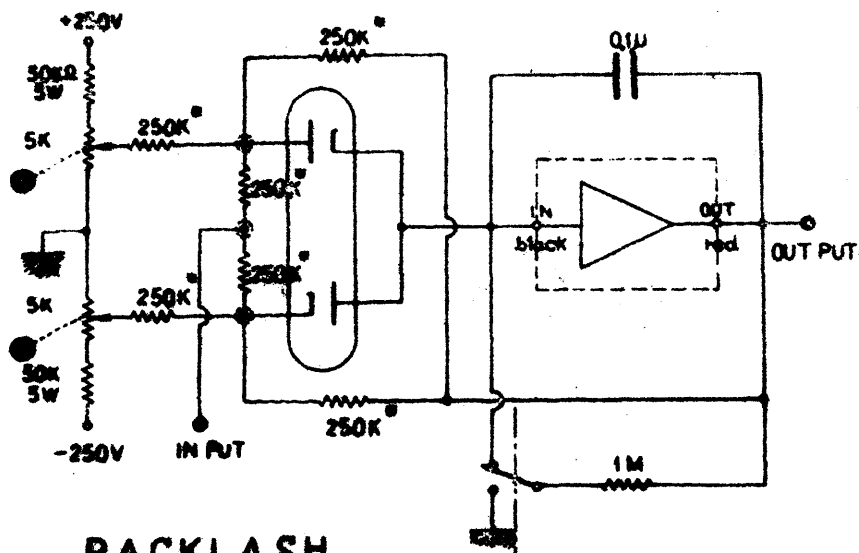 +250V
50KΩ
5W
5K
250K*
250K*
0,1μ
250K*
IN
black
OUT
red
OUT PUT
250K*
5K
250K*
50K
5W
250K*
-250V
IN PUT
1M
BACKLASH